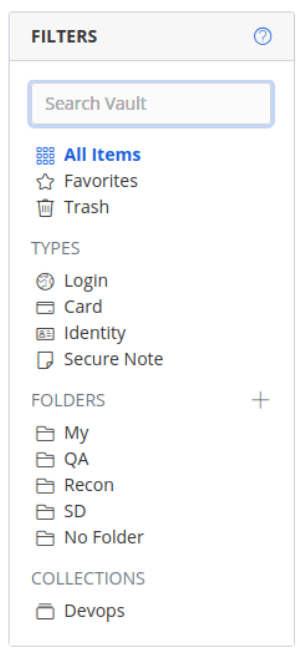 FILTERS
Search Vault
All Items
Favorites
Trash
TYPES
Login
Card
Identity
Secure Note
FOLDERS
My
QA
Recon
SD
No Folder
COLLECTIONS
Devops